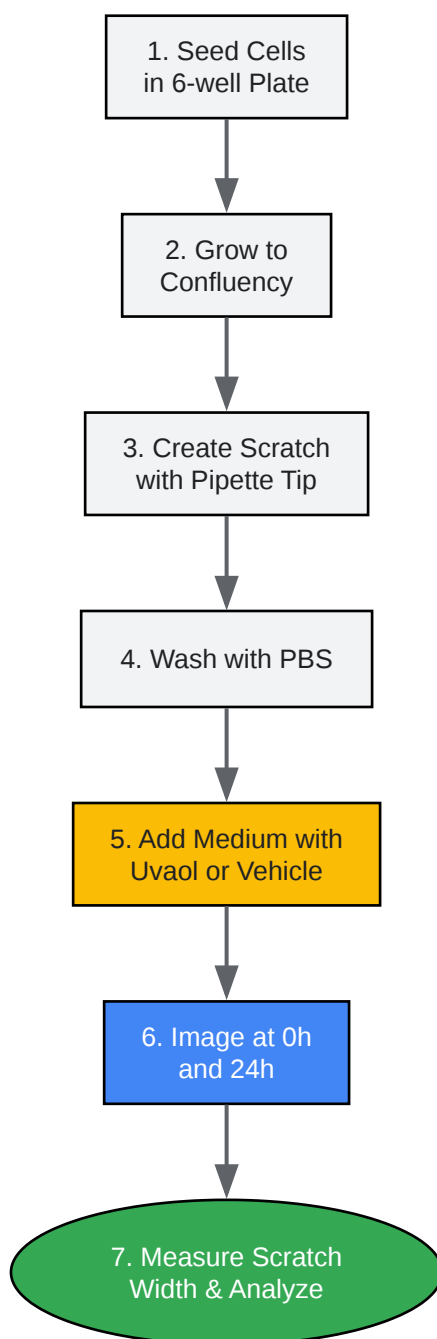 1. Seed Cells
in 6-well Plate
2. Grow to
Confluency
3. Create Scratch
with Pipette Tip
4. Wash with PBS
5. Add Medium with
Uvaol or Vehicle
6. Image at 0h
and 24h
7. Measure Scratch
Width & Analyze